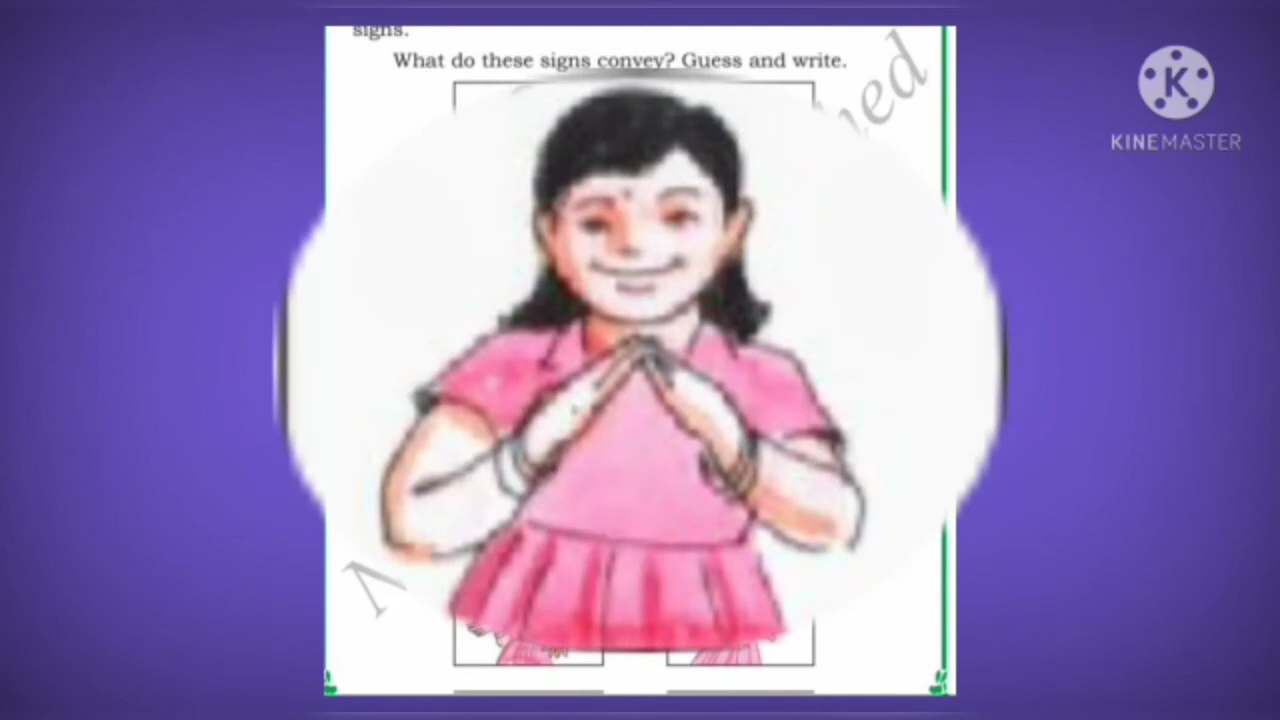 signs.
What do these signs convey? Guess and write.
KINEMASTER